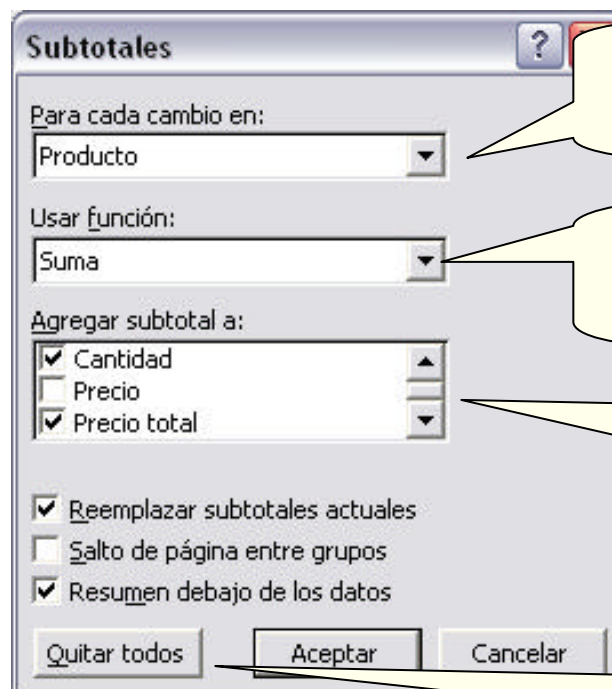 Subtotales
?
Para cada cambio en:
Producto
Usar función:
Suma
Agregar subtotal a:
Cantidad
Precio
Precio total
Reemplazar subtotales actuales
Salto de página entre grupos
Resumen debajo de los datos
Quitar todos Aceptar Cancelar